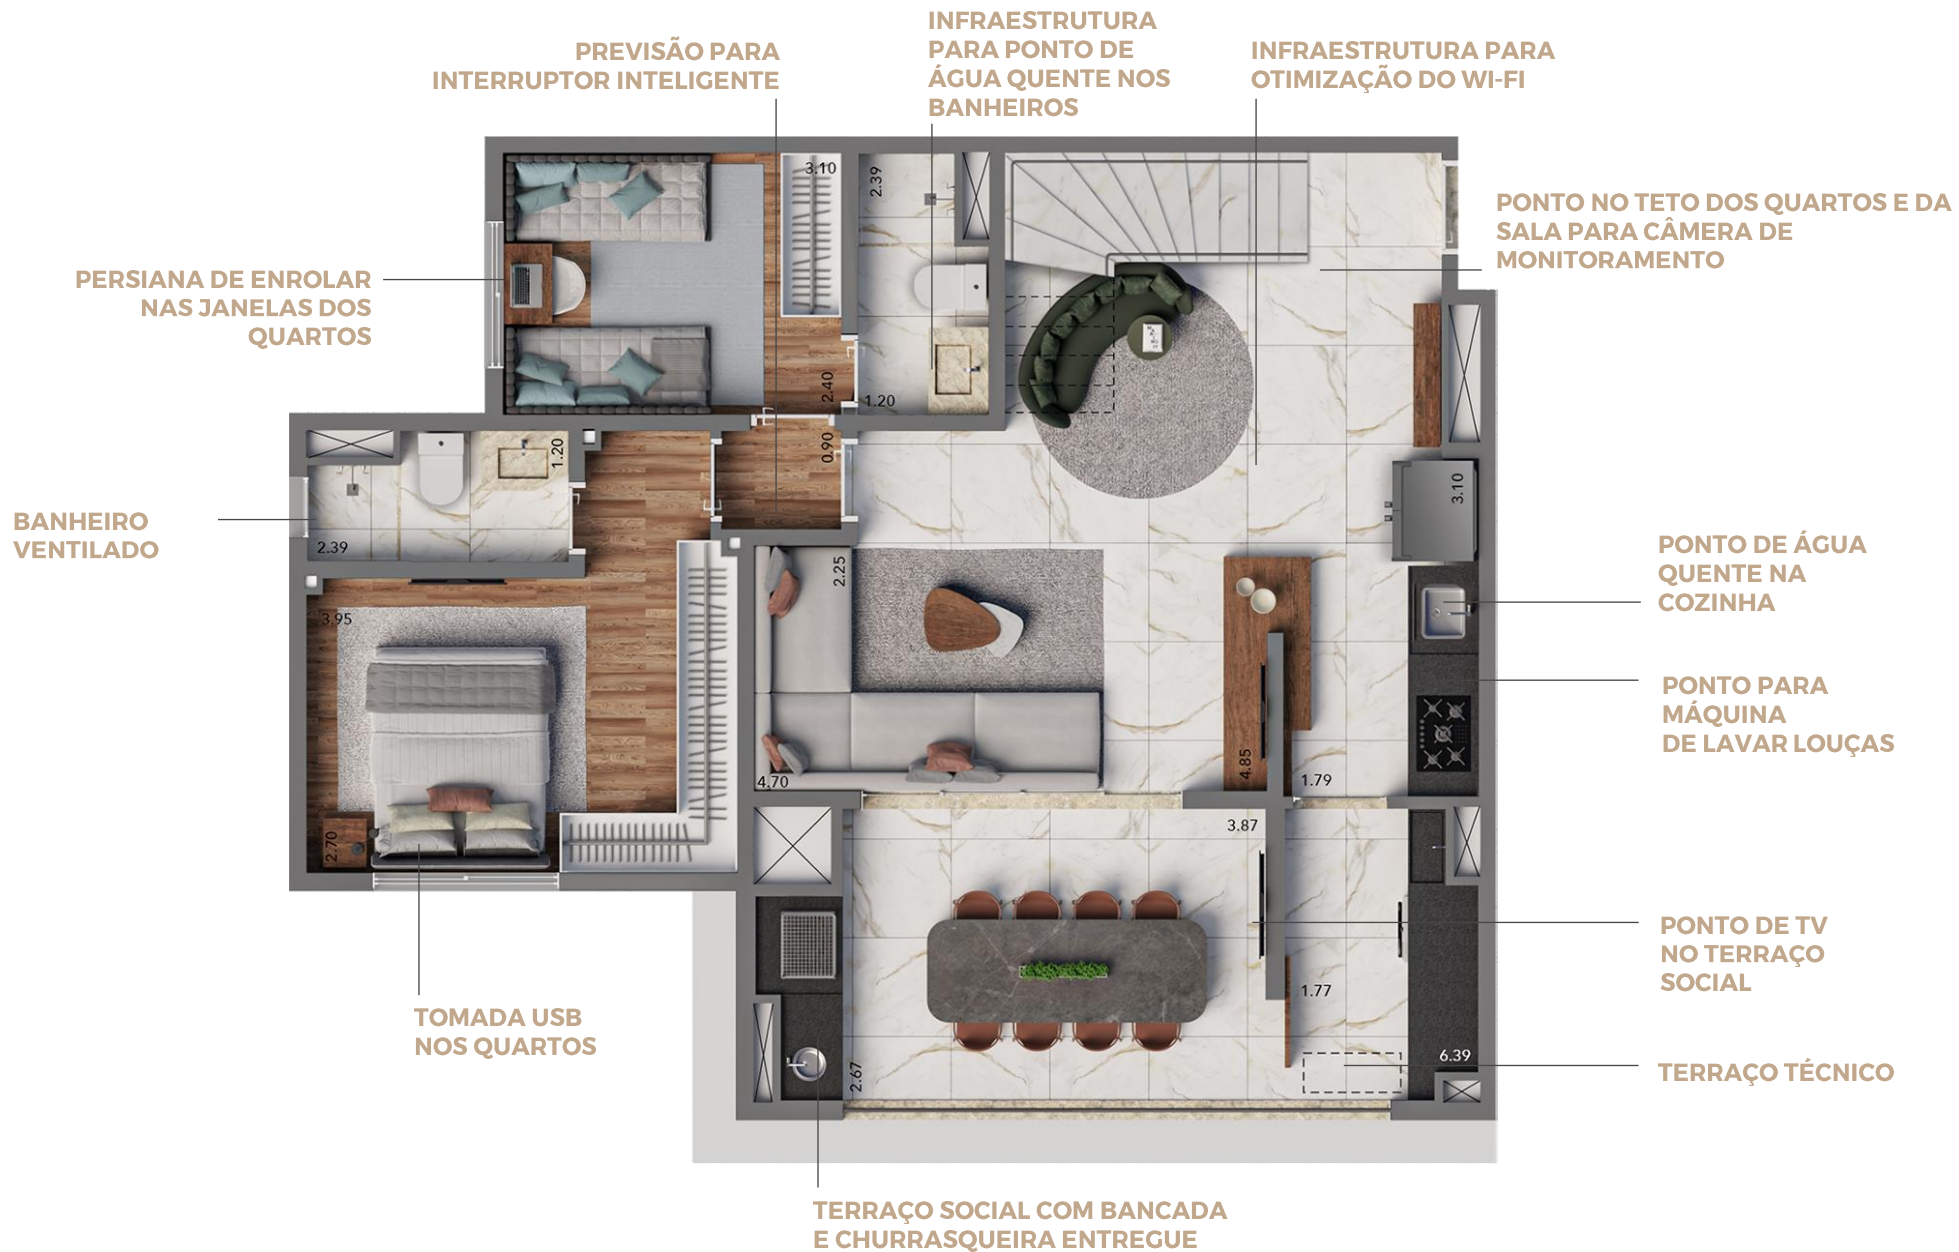 INFRAESTRUTURA
PARA PONTO DE
ÁGUA QUENTE NOS
BANHEIROS
PREVISÃO PARA
INTERRUPTOR INTELIGENTE
INFRAESTRUTURA PARA
OTIMIZAÇÃO DO WI-FI
PONTO NO TETO DOS QUARTOS E DA
SALA PARA CÂMERA DE
MONITORAMENTO
PERSIANA DE ENROLAR
NAS JANELAS DOS
QUARTOS
3.10
2.39
2.40
1.20
0.90
1.20
2.39
3.10
BANHEIRO
VENTILADO
PONTO DE ÁGUA
QUENTE NA
COZINHA
2.25
3.95
PONTO PARA
MÁQUINA
DE LAVAR LOUÇAS
4.70
4.85
1.79
2.70
3.87
PONTO DE TV
NO TERRAÇO
SOCIAL
1.77
TOMADA USB
NOS QUARTOS
2.67
6.39
TERRAÇO TÉCNICO
TERRAÇO SOCIAL COM BANCADA
E CHURRASQUEIRA ENTREGUE